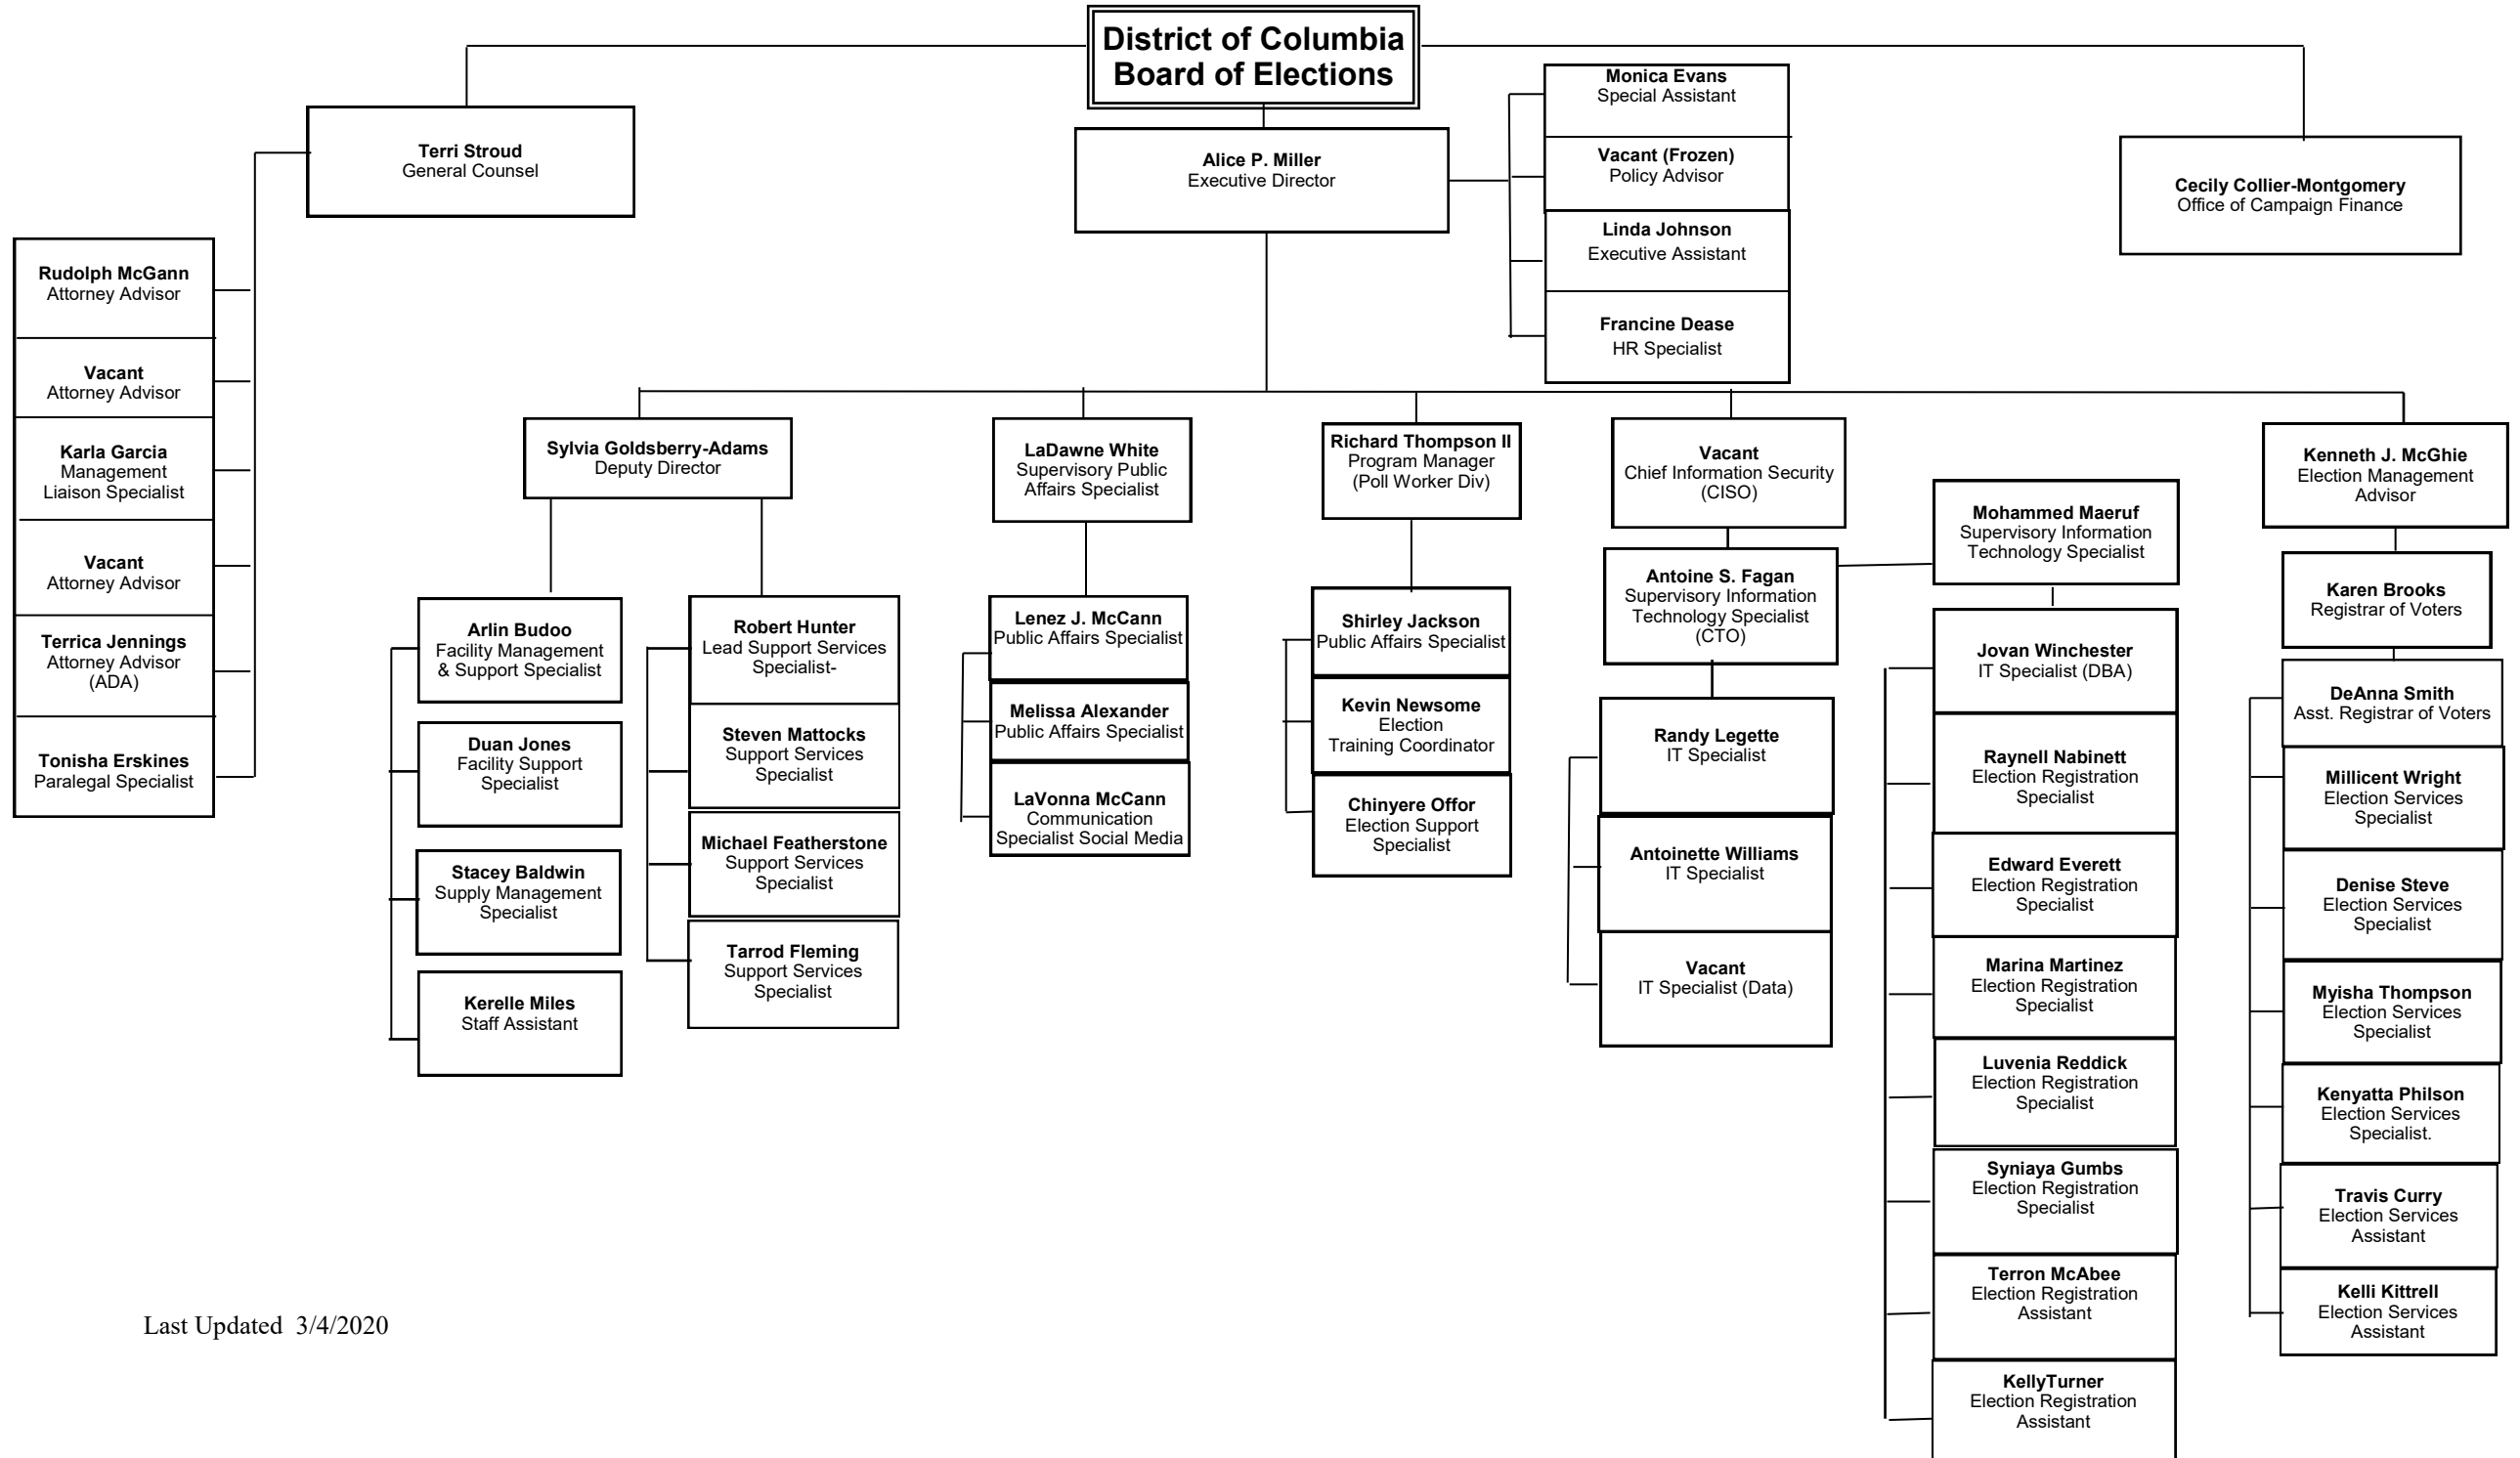 District of Columbia
Board of Elections
Terri Stroud
General Counsel
Alice P. Miller
Executive Director
Monica Evans
Special Assistant
Vacant (Frozen)
Policy Advisor
Linda Johnson
Executive Assistant
Francine Dease
HR Specialist
Cecily Collier-Montgomery
Office of Campaign Finance
Rudolph McGann
Attorney Advisor
Vacant
Attorney Advisor
Karla Garcia
Management
Liaison Specialist
Vacant
Attorney Advisor
Terrica Jennings
Attorney Advisor
(ADA)
Tonisha Erskines
Paralegal Specialist
Sylvia Goldsberry-Adams
Deputy Director
Arlin Budoo
Facility Management
& Support Specialist
Duan Jones
Facility Support
Specialist
Stacey Baldwin
Supply Management
Specialist
Kerelle Miles
Staff Assistant
Robert Hunter
Lead Support Services
Specialist-
Steven Mattocks
Support Services
Specialist
Michael Featherstone
Support Services
Specialist
Tarrod Fleming
Support Services
Specialist
LaDawne White
Supervisory Public
Affairs Specialist
Lenez J. McCann
Public Affairs Specialist
Melissa Alexander
Public Affairs Specialist
LaVonna McCann
Communication
Specialist Social Media
Richard Thompson II
Program Manager
(Poll Worker Div)
Shirley Jackson
Public Affairs Specialist
Kevin Newsome
Election
Training Coordinator
Chinyere Offor
Election Support
Specialist
Vacant
Chief Information Security
(CISO)
Antoine S. Fagan
Supervisory Information
Technology Specialist
(CTO)
Randy Legette
IT Specialist
Antoinette Williams
IT Specialist
Vacant
IT Specialist (Data)
Mohammed Maeruf
Supervisory Information
Technology Specialist
Jovan Winchester
IT Specialist (DBA)
Raynell Nabinett
Election Registration
Specialist
Edward Everett
Election Registration
Specialist
Marina Martinez
Election Registration
Specialist
Luvenia Reddick
Election Registration
Specialist
Syniaya Gumbs
Election Registration
Specialist
Terron McAbee
Election Registration
Assistant
KellyTurner
Election Registration
Assistant
Kenneth J. McGhie
Election Management
Advisor
Karen Brooks
Registrar of Voters
DeAnna Smith
Asst. Registrar of Voters
Millicent Wright
Election Services
Specialist
Denise Steve
Election Services
Specialist
Myisha Thompson
Election Services
Specialist
Kenyatta Philson
Election Services
Specialist.
Travis Curry
Election Services
Assistant
Kelli Kittrell
Election Services
Assistant
Last Updated 3/4/2020